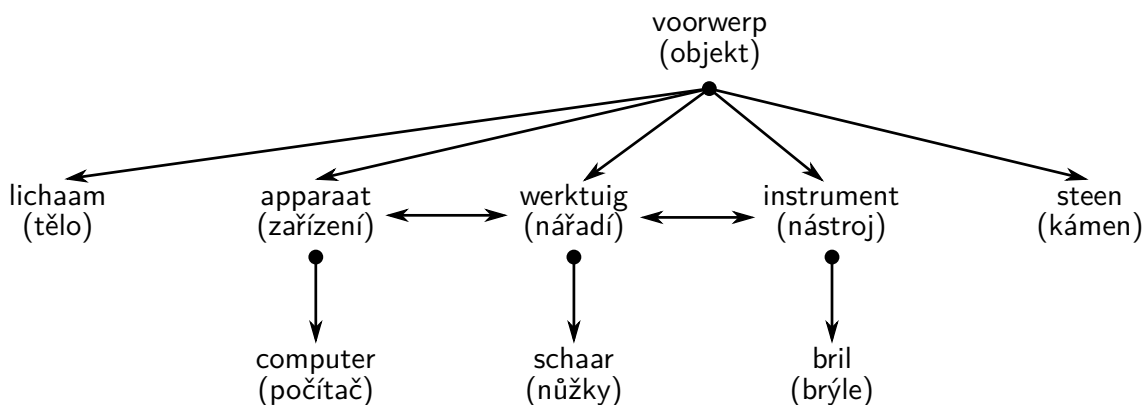 voorwerp
(objekt)
lichaam
(tělo)
apparaat
(zařízení)
werktuig
(nářadí)
instrument
(nástroj)
steen
(kámen)
computer
(počítač)
schaar
(nůžky)
bril
(brýle)